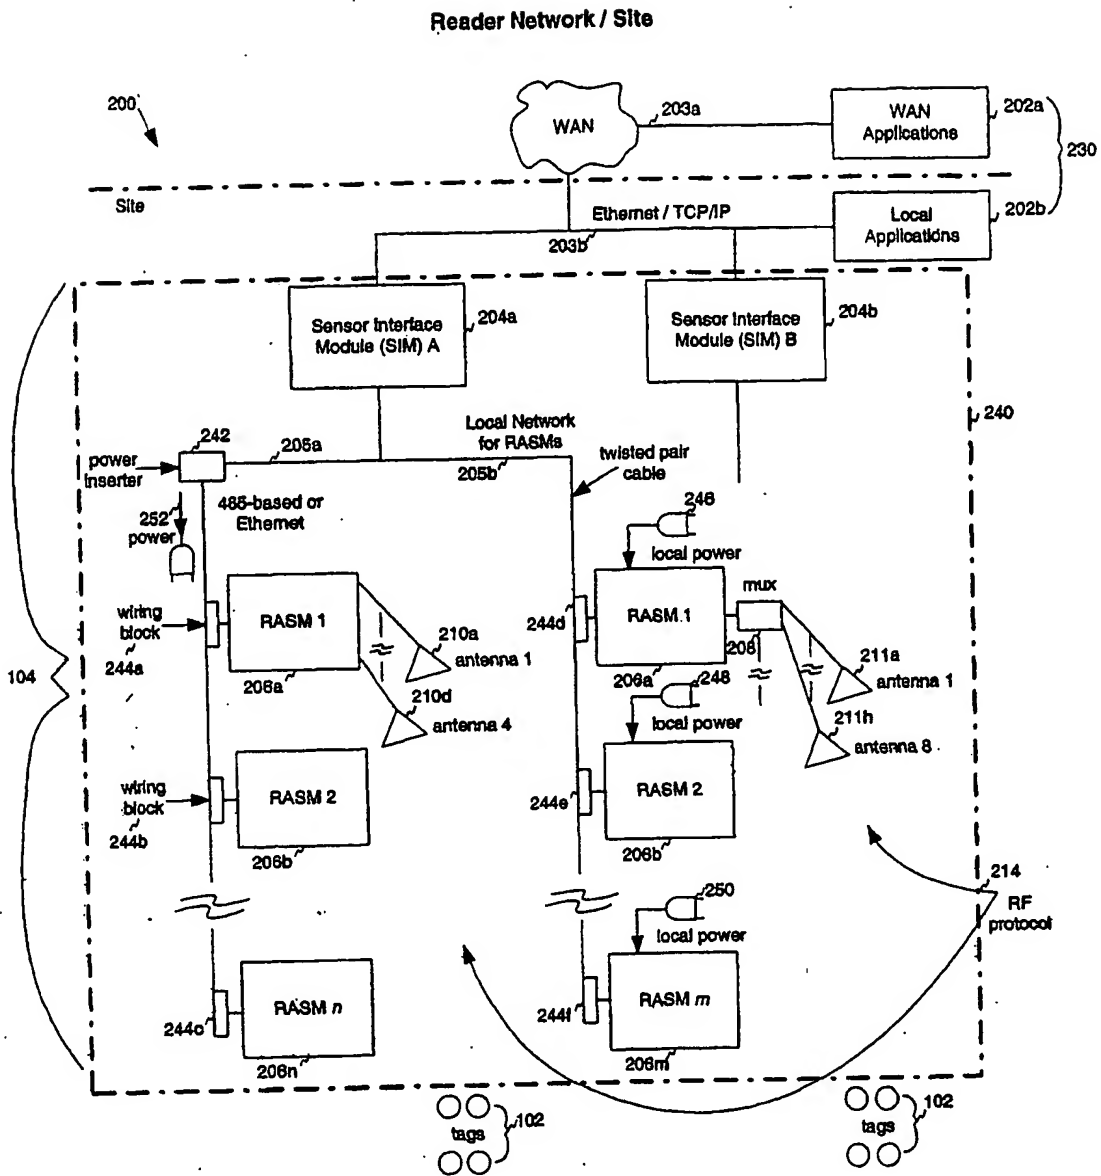 Reader Network / Site
200
WAN
203a
WAN
Applications
202a
230
Site
Ethernet / TCP/IP
203b
Local
Applications
202b
Sensor Interface
Module (SIM) A
204a
Sensor Interface
Module (SIM) B
204b
240
242
205a
Local Network
for RASMs
205b
power
inserter
twisted pair
cable
485-based or
Ethernet
252
power
246
local power
mux
wiring
block
244a
RASM 1
206a
210a
antenna 1
210d
antenna 4
244d
RASM 1
206a
208
211a
antenna 1
211h
antenna 8
104
248
local power
wiring
block
244b
RASM 2
206b
244e
RASM 2
206b
214
RF
protocol
250
local power
244c
RASM n
206n
244f
RASM m
206m
102
tags
102
tags